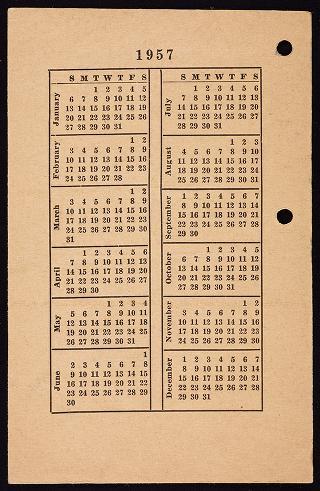 1957
S M T W T F S
January
1 2 3 4 5
6 7 8 9 10 11 12
13 14 15 16 17 18 19
20 21 22 23 24 25 26
27 28 29 30 31
February
1 2
3 4 5 6 7 8 9
10 11 12 13 14 15 16
17 18 19 20 21 22 23
24 25 26 27 28
March
1 2
3 4 5 6 7 8 9
10 11 12 13 14 15 16
17 18 19 20 21 22 23
24 25 26 27 28 29 30
31
April
1 2 3 4 5 6
7 8 9 10 11 12 13
14 15 16 17 18 19 20
21 22 23 24 25 26 27
28 29 30
May
1 2 3 4
5 6 7 8 9 10 11
12 13 14 15 16 17 18
19 20 21 22 23 24 25
26 27 28 29 30 31
June
1
2 3 4 5 6 7 8
9 10 11 12 13 14 15
16 17 18 19 20 21 22
23 24 25 26 27 28 29
30
S M T W T F S
July
1 2 3 4 5 6
7 8 9 10 11 12 13
14 15 16 17 18 19 20
21 22 23 24 25 26 27
28 29 30 31
August
1 2 3
4 5 6 7 8 9 10
11 12 13 14 15 16 17
18 19 20 21 22 23 24
25 26 27 28 29 30 31
September
1 2 3 4 5 6 7
8 9 10 11 12 13 14
15 16 17 18 19 20 21
22 23 24 25 26 27 28
29 30
October
1 2 3 4 5
6 7 8 9 10 11 12
13 14 15 16 17 18 19
20 21 22 23 24 25 26
27 28 29 30 31
November
1 2
3 4 5 6 7 8 9
10 11 12 13 14 15 16
17 18 19 20 21 22 23
24 25 26 27 28 29 30
December
1 2 3 4 5 6 7
8 9 10 11 12 13 14
15 16 17 18 19 20 21
22 23 24 25 26 27 28
29 30 31